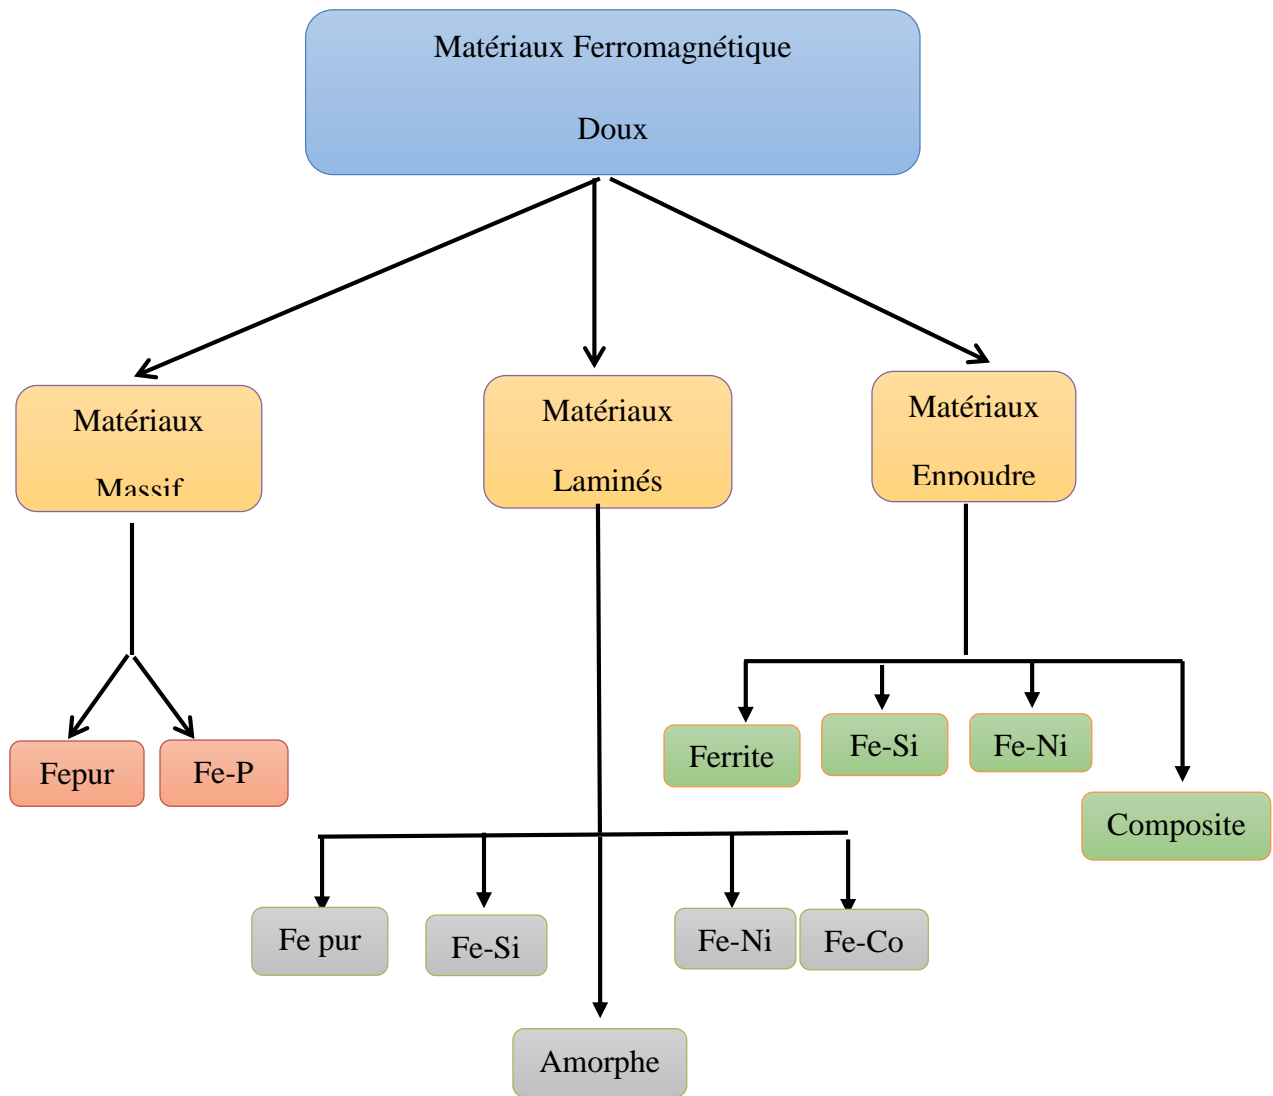 Matériaux Ferromagnétique
Doux
Matériaux
Massif
Matériaux
Laminés
Matériaux
Enpoudre
Fepur
Fe-P
Ferrite
Fe-Si
Fe-Ni
Composite
Fe pur
Fe-Si
Fe-Ni
Fe-Co
Amorphe